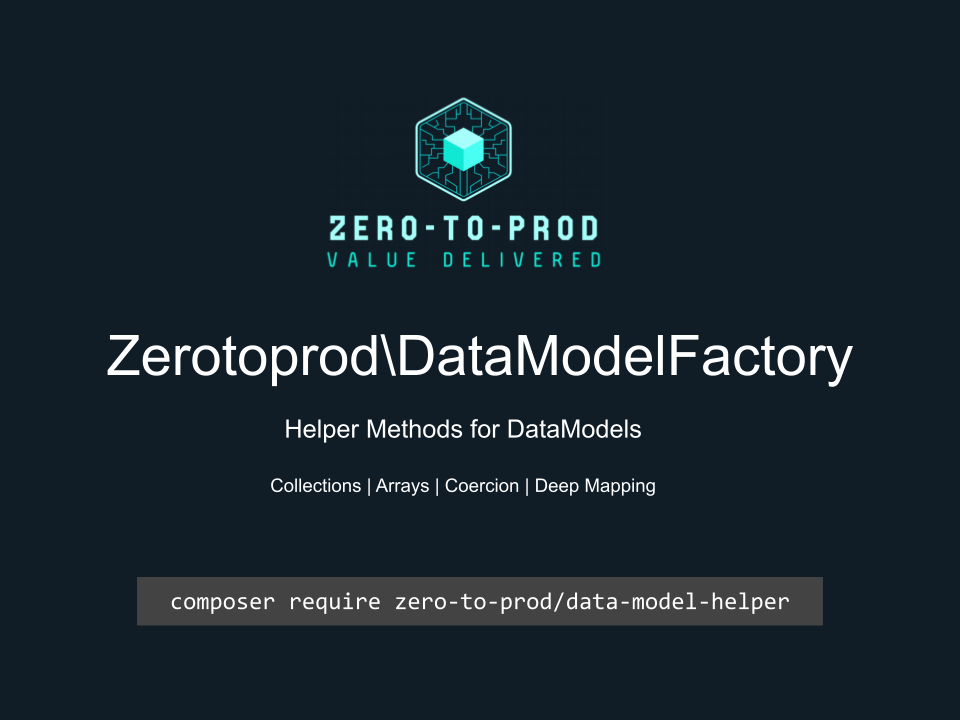 ZERO-TO-PROD
VALUE DELIVERED
Zerotoprod\DataModelFactory
Helper Methods for DataModels
Collections | Arrays | Coercion | Deep Mapping
composer require zero-to-prod/data-model-helper